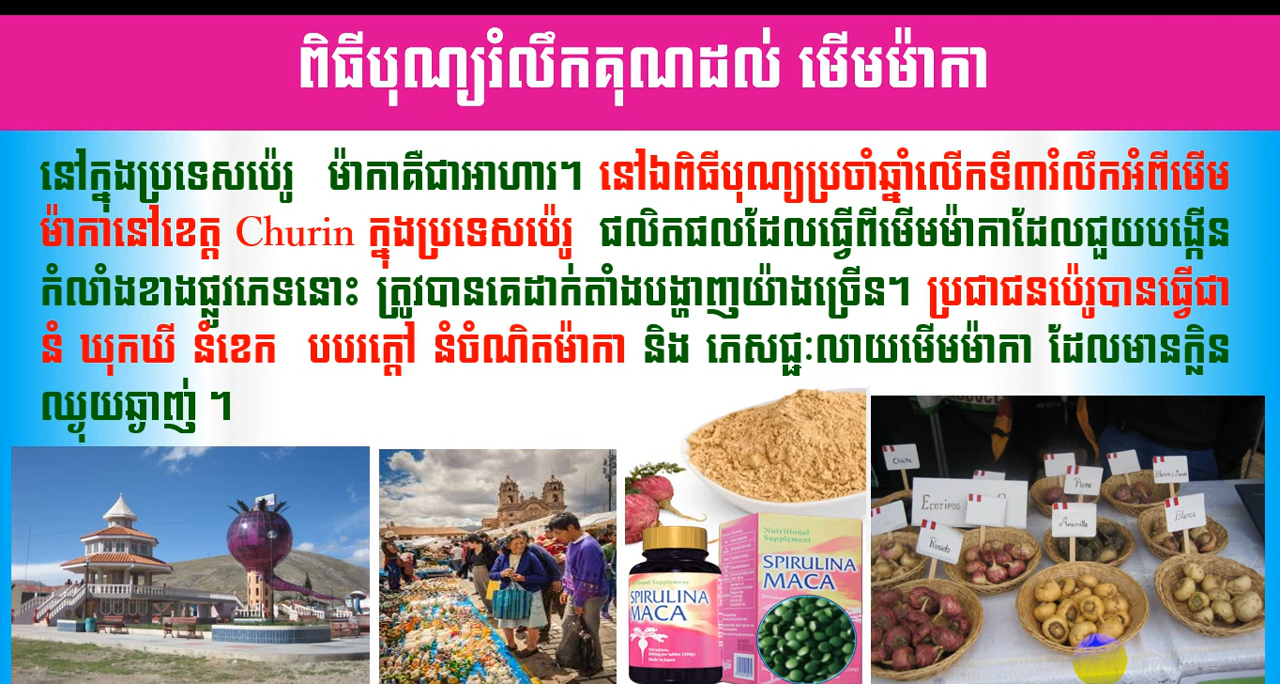 ពិធីបុណ្យរំលឹកគុណដល់ មើមម៉ាកា
នៅក្នុងប្រទេសប៉េរូ ម៉ាកាគឺជាអាហារ។ នៅឯពិធីបុណ្យប្រចាំឆ្នាំលើកទី៣រំលឹកអំពីមើម
ម៉ាកានៅខេត្ត Churin ក្នុងប្រទេសប៉េរូ ផលិតផលដែលធ្វើពីមើមម៉ាកាដែលជួយបង្កើន
កំលាំងខាងផ្លូវភេទនោះ ត្រូវបានគេដាក់តាំងបង្ហាញយ៉ាងច្រើន។ ប្រជាជនប៉េរូបានធ្វើជា
នំ ឃុកឃី នំខេក បបរក្តៅ នំចំណិតម៉ាកា និង ភេសជ្ជៈលាយមើមម៉ាកា ដែលមានក្លិន
ឈ្ងុយឆ្ងាញ់ ។
Nutritional
Supplement
SPIRULINA
MACA
SPIRULINA
MACA
Made in Japan
Chicha
Ecotipos
Rosado
Plomo
Amarilla
Blanca